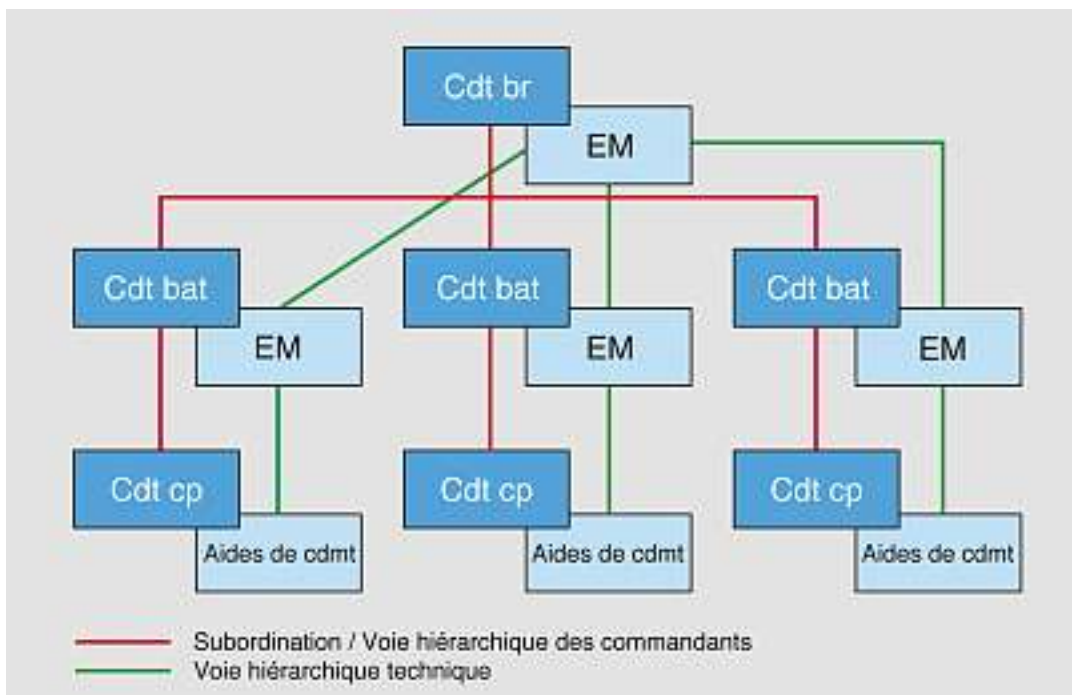 Cdt br
EM
Cdt bat
EM
Cdt bat
EM
Cdt bat
EM
Cdt cp
Aides de cdmt
Cdt cp
Aides de cdmt
Cdt cp
Aides de cdmt
Subordination / Voie hiérarchique des commandants
Voie hiérarchique technique